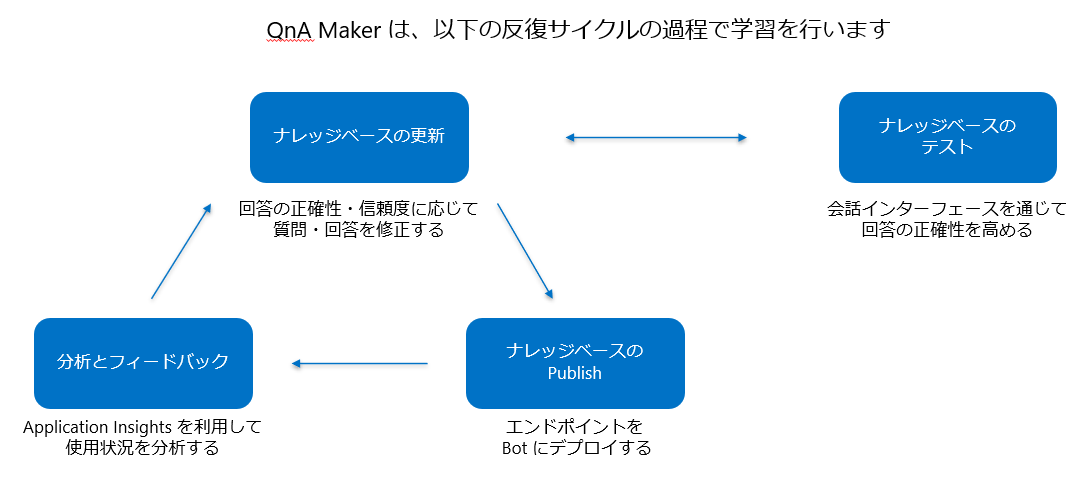 QnA Maker は、以下の反復サイクルの過程で学習を行います
ナレッジベースの更新
ナレッジベースの
テスト
回答の正確性・信頼度に応じて
質問・回答を修正する
会話インターフェースを通じて
回答の正確性を高める
分析とフィードバック
ナレッジベースの
Publish
Application Insights を利用して
使用状況を分析する
エンドポイントを
Bot にデプロイする